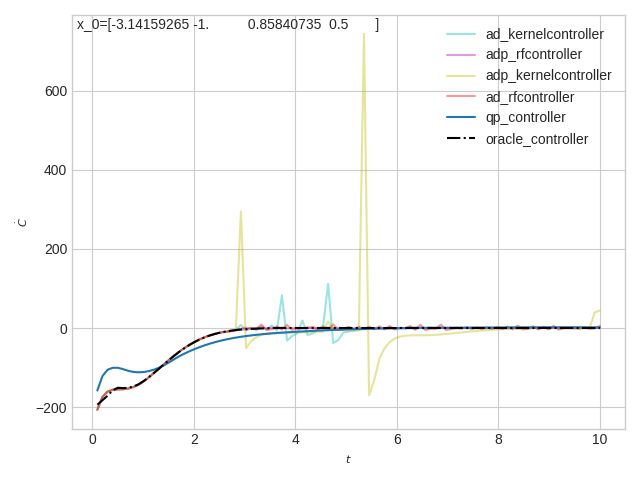 x_0=[-3.14159265 -1. 0.85840735 0.5 ]
ad_kernelcontroller
adp_rfcontroller
adp_kernelcontroller
ad_rfcontroller
qp_controller
oracle_controller
600
400
200
0
−200
Ċ
0 2 4 6 8 10
t